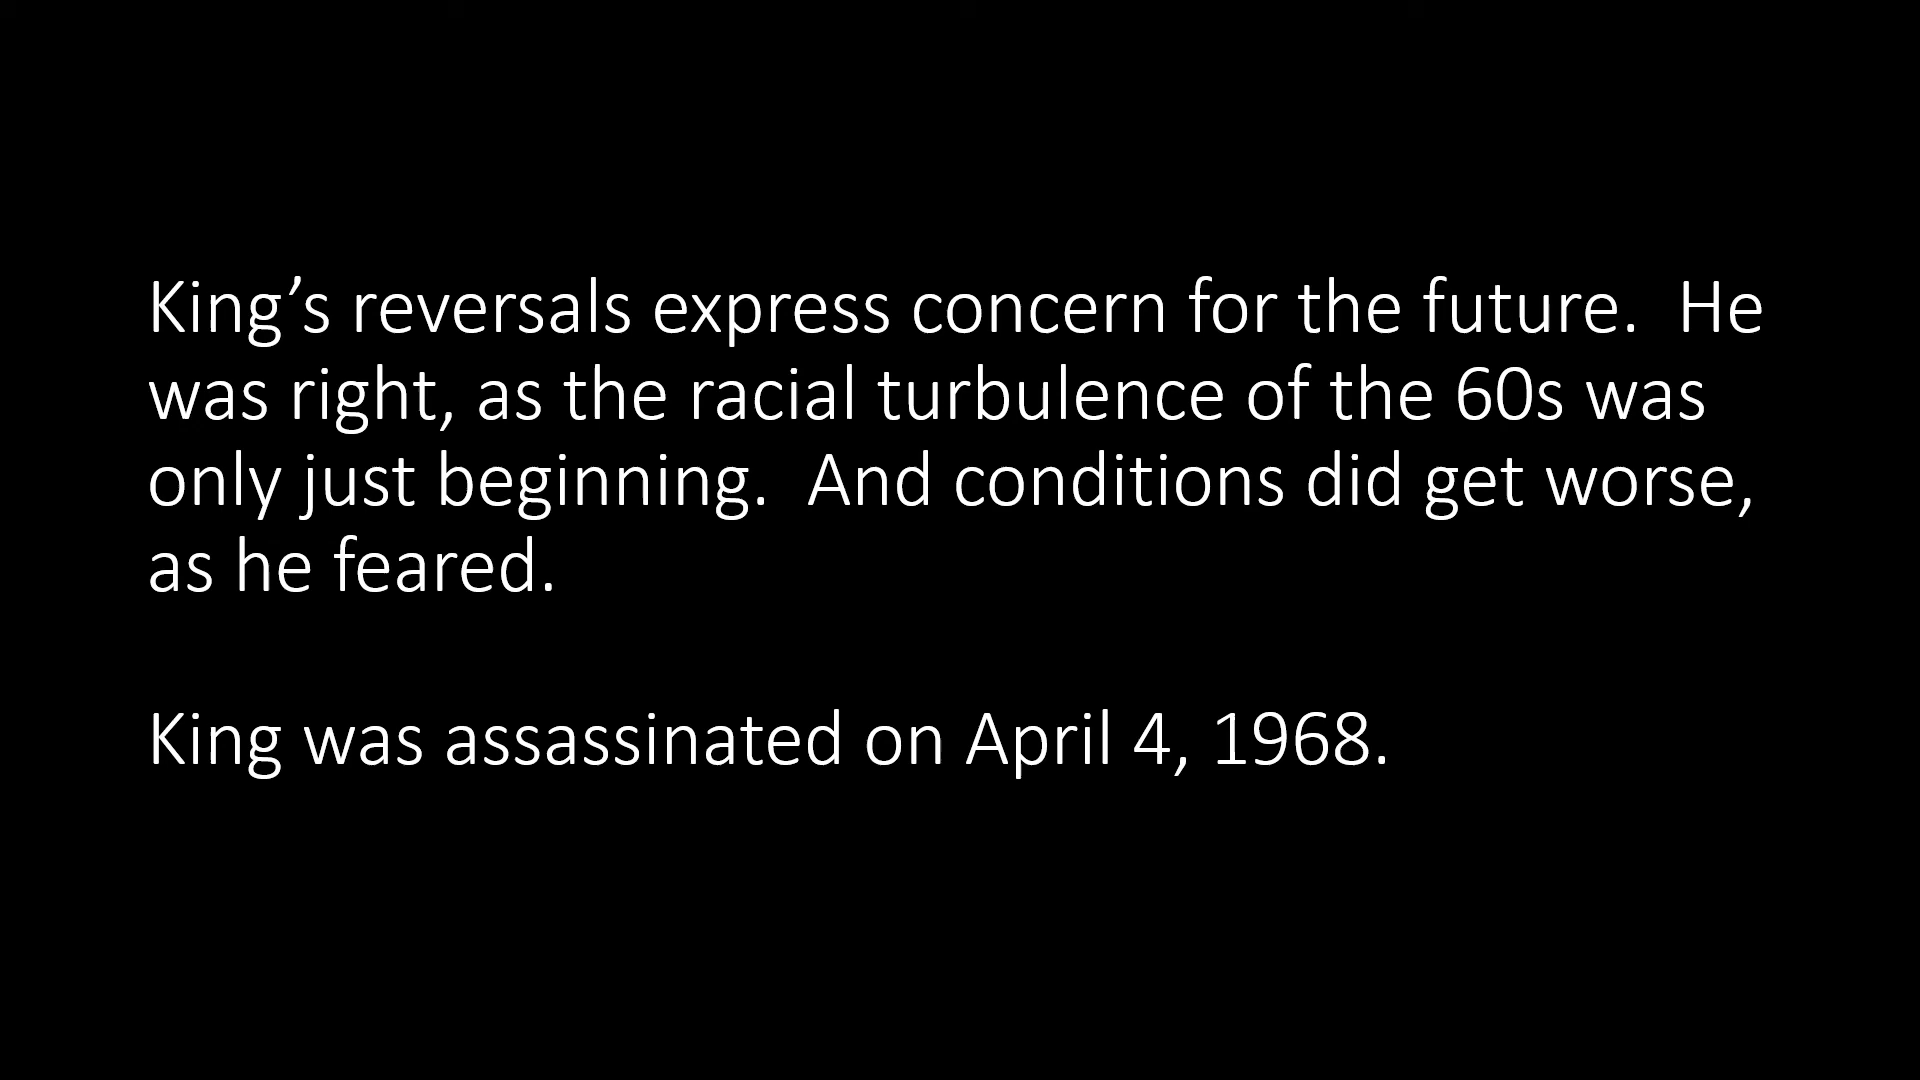 King’s reversals express concern for the future.  He
was right, as the racial turbulence of the 60s was
only just beginning.  And conditions did get worse,
as he feared.
King was assassinated on April 4, 1968.